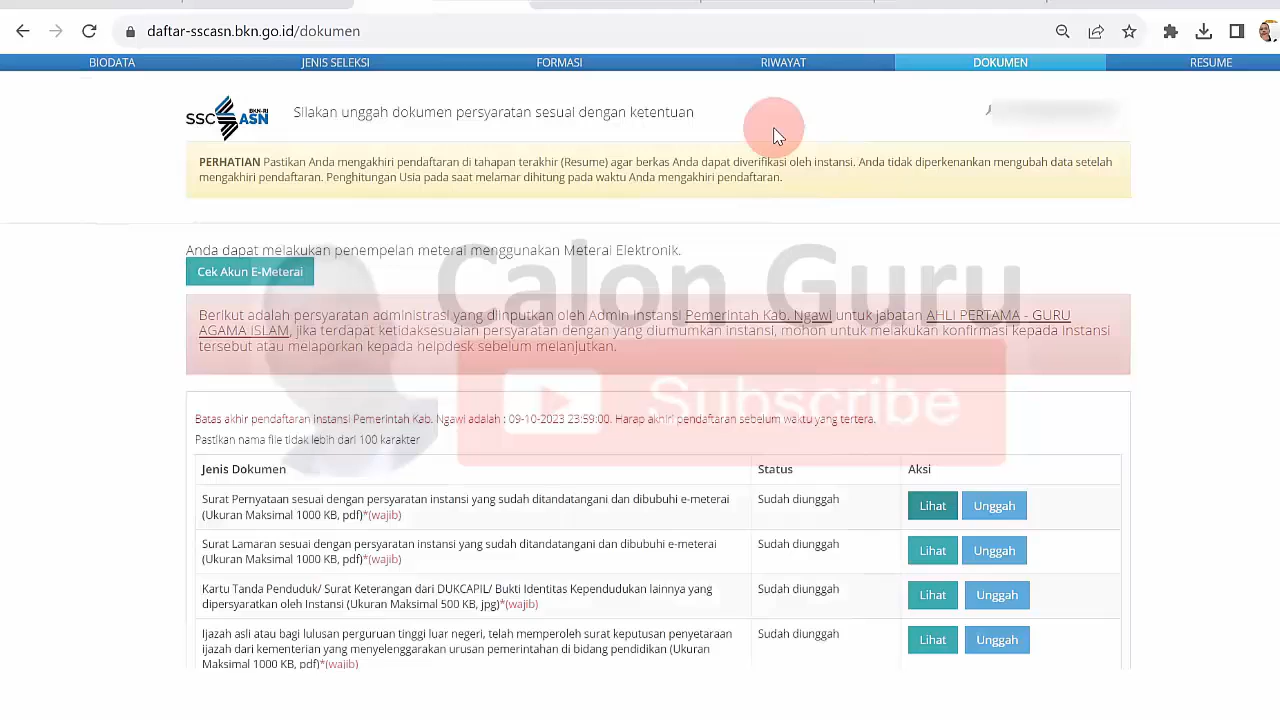 daftar-sscasn.bkn.go.id/dokumen
BIODATA JENIS SELEKSI FORMASI RIWAYAT DOKUMEN RESUME
SSC ASN BKN-RI Silakan unggah dokumen persyaratan sesuai dengan ketentuan
PERHATIAN Pastikan Anda mengakhiri pendaftaran di tahapan terakhir (Resume) agar berkas Anda dapat diverifikasi oleh instansi. Anda tidak diperkenankan mengubah data setelah
mengakhiri pendaftaran. Penghitungan Usia pada saat melamar dihitung pada waktu Anda mengakhiri pendaftaran.
Anda dapat melakukan penempelan meterai menggunakan Meterai Elektronik.
Cek Akun E-Meterai
Calon Guru
Berikut adalah persyaratan administrasi yang diinputkan oleh Admin Instansi Pemerintah Kab. Ngawi untuk jabatan AHLI PERTAMA - GURU
AGAMA ISLAM, jika terdapat ketidaksesuaian persyaratan dengan yang diumumkan instansi, mohon untuk melakukan konfirmasi kepada instansi
tersebut atau melaporkan kepada helpdesk sebelum melanjutkan.
Subscribe
Batas akhir pendaftaran instansi Pemerintah Kab. Ngawi adalah : 09-10-2023 23:59:00. Harap akhiri pendaftaran sebelum waktu yang tertera.
Pastikan nama file tidak lebih dari 100 karakter
Jenis Dokumen Status Aksi
Surat Pernyataan sesuai dengan persyaratan instansi yang sudah ditandatangani dan dibubuhi e-meterai Sudah diunggah Lihat Unggah
(Ukuran Maksimal 1000 KB, pdf)*(wajib)
Surat Lamaran sesuai dengan persyaratan instansi yang sudah ditandatangani dan dibubuhi e-meterai Sudah diunggah Lihat Unggah
(Ukuran Maksimal 1000 KB, pdf)*(wajib)
Kartu Tanda Penduduk/ Surat Keterangan dari DUKCAPIL/ Bukti Identitas Kependudukan lainnya yang Sudah diunggah Lihat Unggah
dipersyaratkan oleh Instansi (Ukuran Maksimal 500 KB, jpg)*(wajib)
Ijazah asli atau bagi lulusan perguruan tinggi luar negeri, telah memperoleh surat keputusan penyetaraan Sudah diunggah Lihat Unggah
ijazah dari kementerian yang menyelenggarakan urusan pemerintahan di bidang pendidikan (Ukuran
Maksimal 1000 KB, pdf)*(wajib)